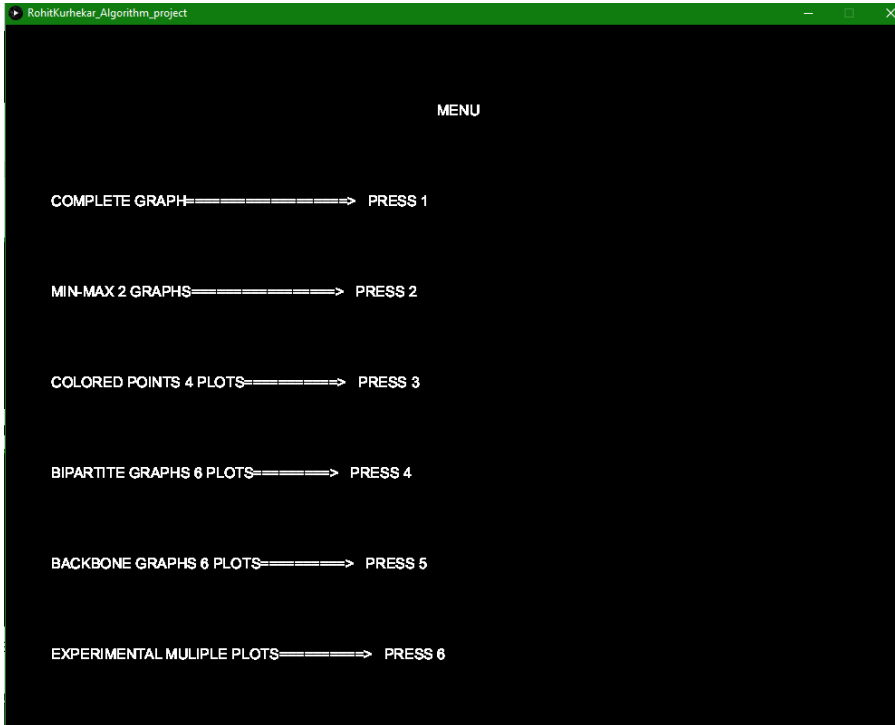 RohitKurhekar_Algorithm_project
MENU
COMPLETE GRAPH===================> PRESS 1
MIN-MAX 2 GRAPHS=================> PRESS 2
COLORED POINTS 4 PLOTS===========> PRESS 3
BIPARTITE GRAPHS 6 PLOTS=========> PRESS 4
BACKBONE GRAPHS 6 PLOTS==========> PRESS 5
EXPERIMENTAL MULIPLE PLOTS==========> PRESS 6